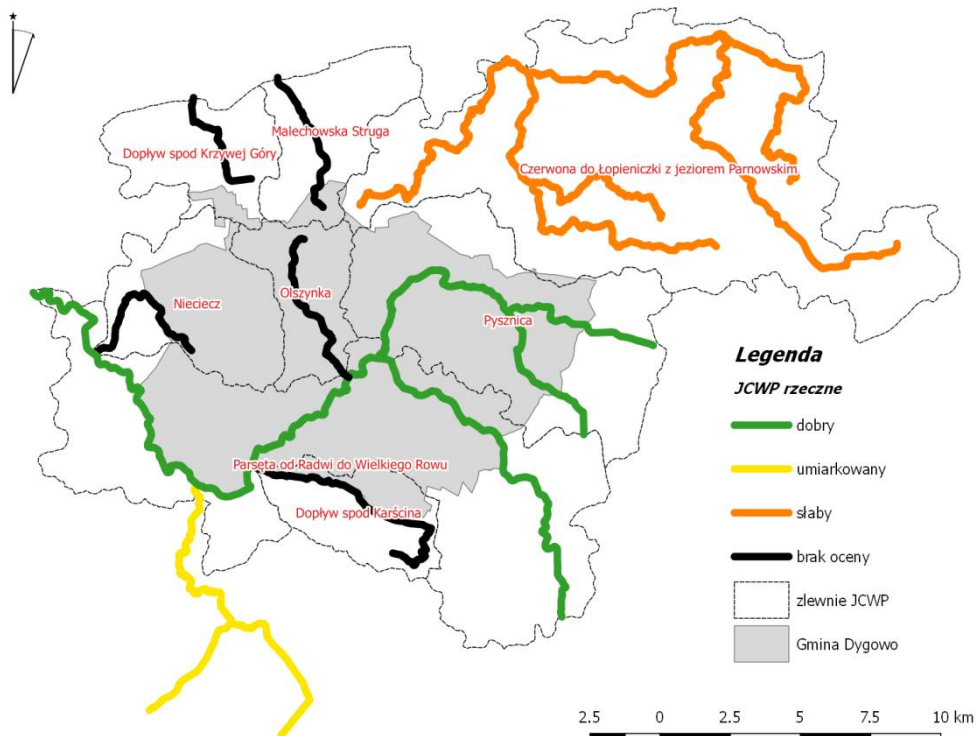 Malechowska Struga
Dopływ spod Krzywej Góry
Czerwona do Łopieniczki z jeziorem Parnowskim
Nieciecz
Olszynka
Pysznica
Parsęta od Radwi do Wielkiego Rowu
Dopływ spod Karścina
Legenda
JCWP rzeczne
dobry
umiarkowany
słaby
brak oceny
zlewnie JCWP
Gmina Dygowo
2.5 0 2.5 5 7.5 10 km